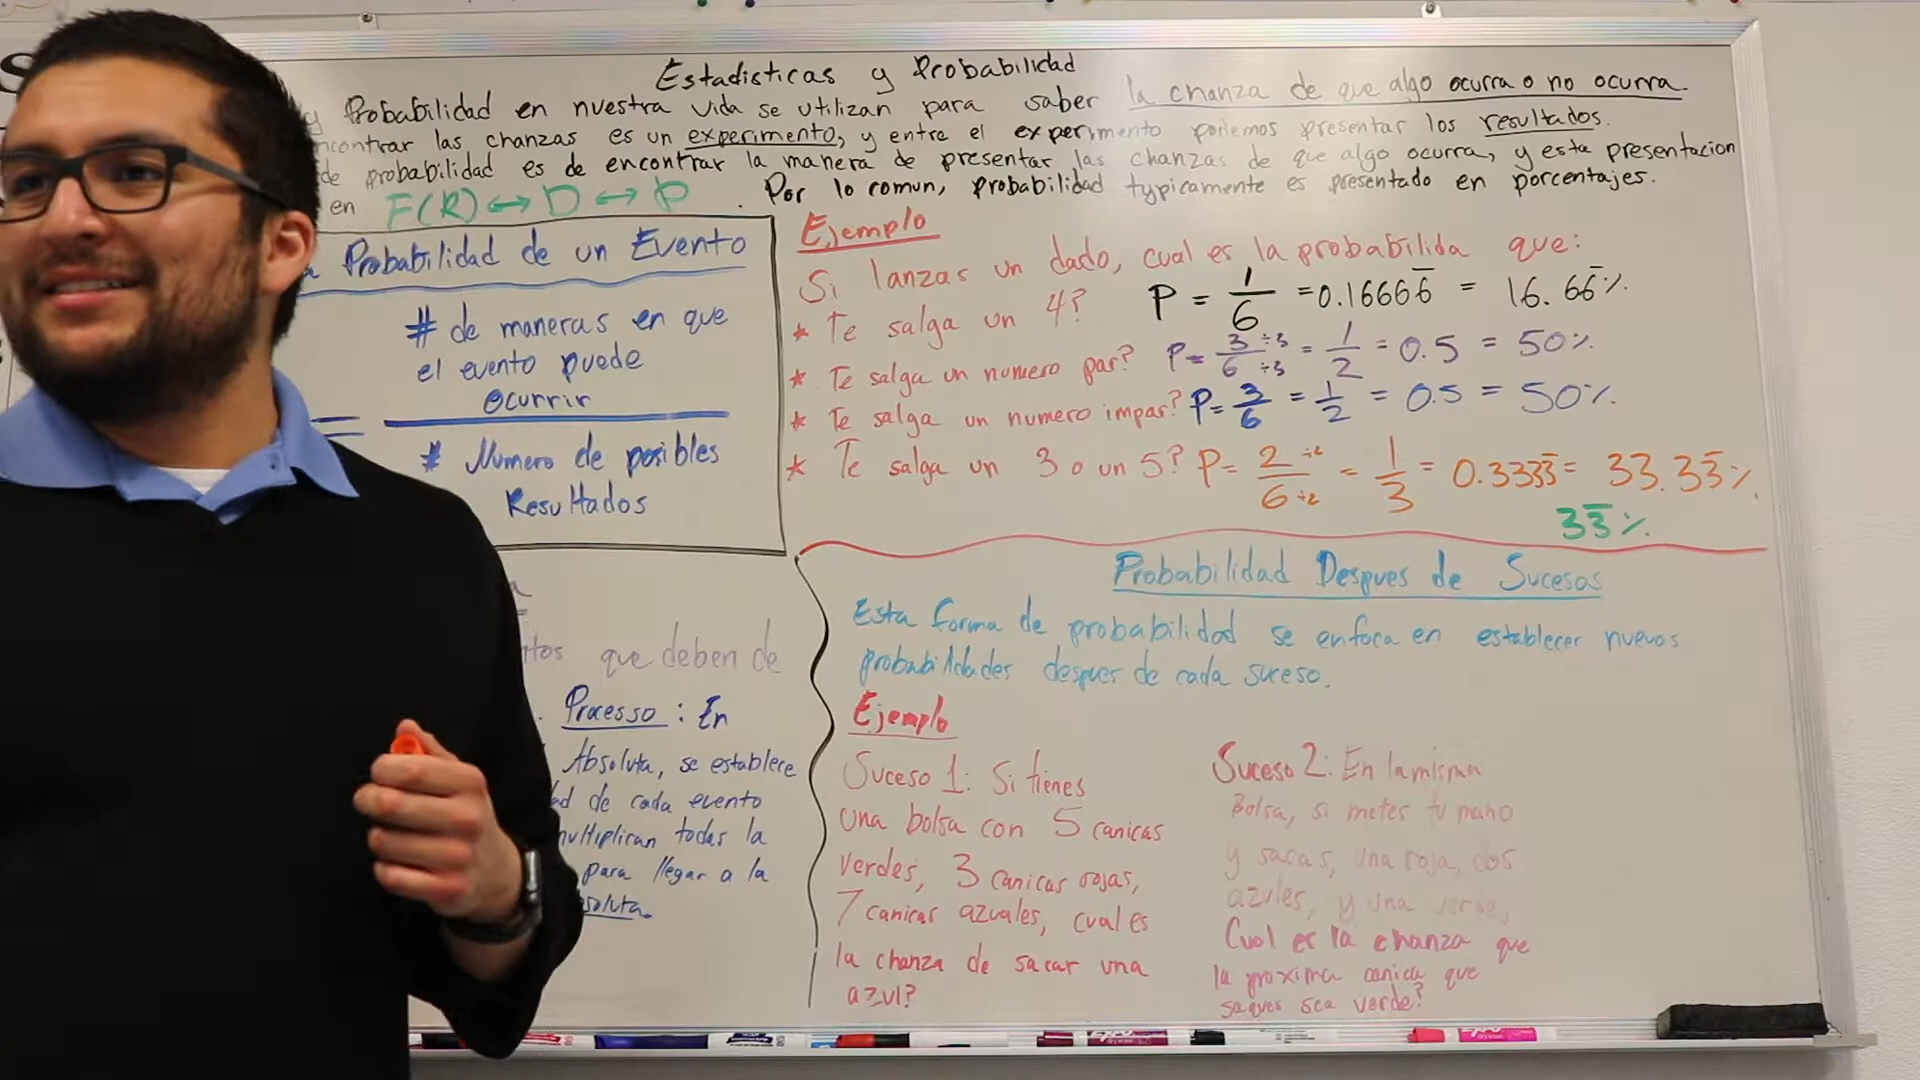 Estadisticas y Probabilidad
y Probabilidad en nuestra vida se utilizan para saber la chanza de que algo ocurra o no ocurra.
ncontrar las chanzas es un experimento, y entre el experimento podemos presentar los resultados.
de probabilidad es de encontrar la manera de presentar las chanzas de que algo ocurra, y esta presentacion
en F(R) ↔ D ↔ p . Por lo comun, probabilidad typicamente es presentado en porcentajes.
a Probabilidad de un Evento
# de maneras en que
el evento puede
ocurrir
=
# Numero de posibles
Resultados
Ejemplo
Si lanzas un dado, cual es la probabilida que:
* Te salga un 4? P = 1/6 = 0.16666̅ = 16.66̅%
* Te salga un numero par? P = 3/6 ÷3 ÷3 = 1/2 = 0.5 = 50%
* Te salga un numero impar? P = 3/6 = 1/2 = 0.5 = 50%
* Te salga un 3 o un 5? P = 2/6 ÷2 ÷2 = 1/3 = 0.3333̅ = 33.33̅%
33̅%
tos que deben de
Processo: En
Absoluta, se establece
ad de cada evento
multiplican todas la
para llegar a la
soluta.
Probabilidad Despues de Sucesos
Esta forma de probabilidad se enfoca en establecer nuevas
probabilidades despues de cada suceso.
Ejemplo
Suceso 1: Si tienes
una bolsa con 5 canicas
verdes, 3 canicas rojas,
7 canicas azuales, cual es
la chanza de sacar una
azul?
Suceso 2: En la misma
Bolsa, si metes tu mano
y sacas, una roja, dos
azules, y una verde,
Cual es la chanza que
la proxima canica que
saques sea verde?
EXPO